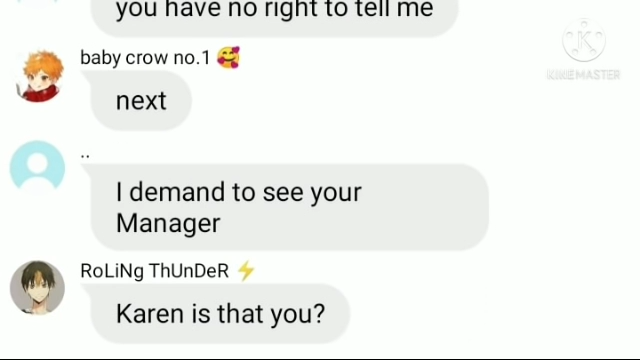 you have no right to tell me
baby crow no.1 🥰
next
..
I demand to see your
Manager
RoLiNg ThUnDeR ⚡
Karen is that you?
KINEMASTER